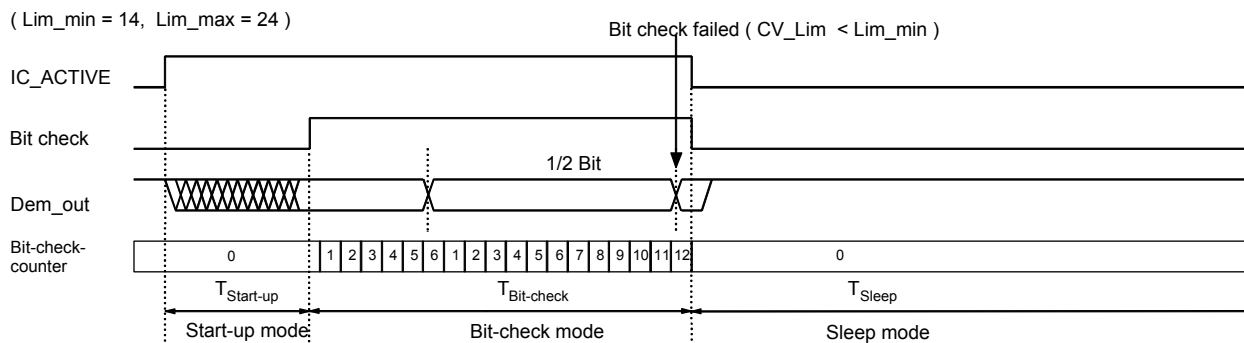 ( Lim_min = 14, Lim_max = 24 )
Bit check failed ( CV_Lim < Lim_min )
IC_ACTIVE
Bit check
1/2 Bit
Dem_out
Bit-check-
counter
0 1 2 3 4 5 6 1 2 3 4 5 6 7 8 9 10 11 12 0
TStart-up TBit-check TSleep
Start-up mode Bit-check mode Sleep mode